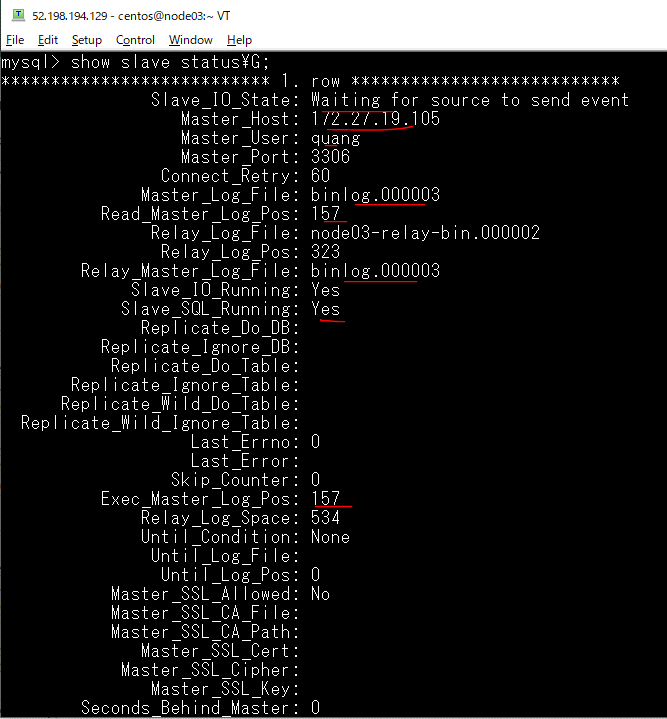 52.198.194.129 - centos@node03:~ VT
File Edit Setup Control Window Help
mysql> show slave status¥G;
*************************** 1. row ***************************
Slave_IO_State: Waiting for source to send event
Master_Host: 172.27.19.105
Master_User: quang
Master_Port: 3306
Connect_Retry: 60
Master_Log_File: binlog.000003
Read_Master_Log_Pos: 157
Relay_Log_File: node03-relay-bin.000002
Relay_Log_Pos: 323
Relay_Master_Log_File: binlog.000003
Slave_IO_Running: Yes
Slave_SQL_Running: Yes
Replicate_Do_DB:
Replicate_Ignore_DB:
Replicate_Do_Table:
Replicate_Ignore_Table:
Replicate_Wild_Do_Table:
Replicate_Wild_Ignore_Table:
Last_Errno: 0
Last_Error:
Skip_Counter: 0
Exec_Master_Log_Pos: 157
Relay_Log_Space: 534
Until_Condition: None
Until_Log_File:
Until_Log_Pos: 0
Master_SSL_Allowed: No
Master_SSL_CA_File:
Master_SSL_CA_Path:
Master_SSL_Cert:
Master_SSL_Cipher:
Master_SSL_Key:
Seconds_Behind_Master: 0